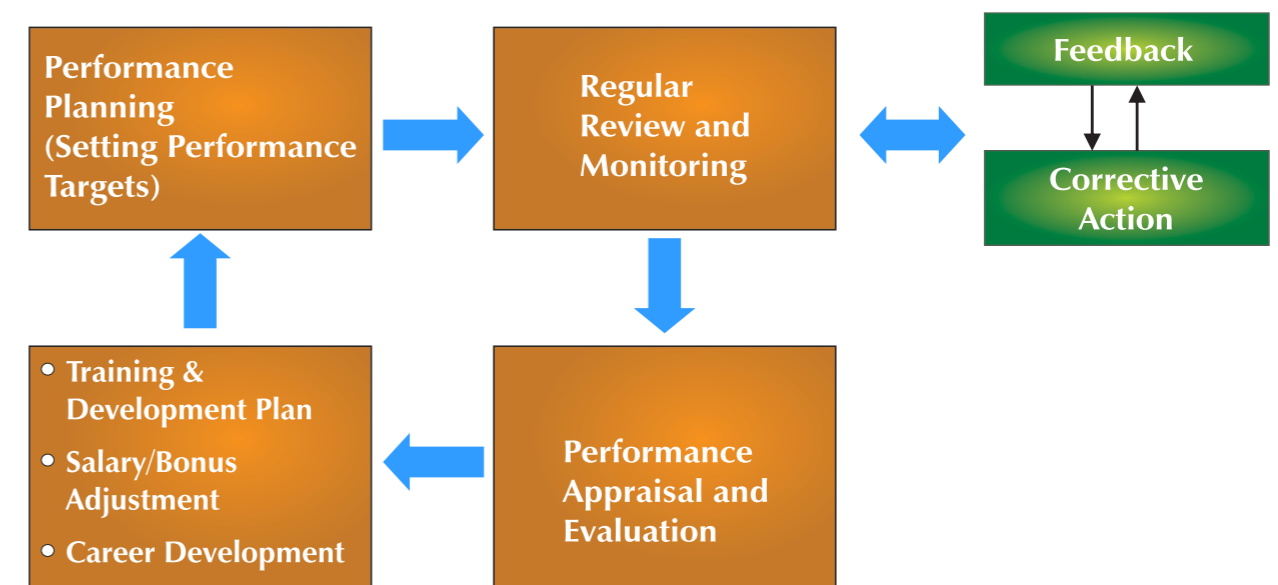 Performance
Planning
(Setting Performance
Targets)
Regular
Review and
Monitoring
Feedback
Corrective
Action
• Training &
Development Plan
• Salary/Bonus
Adjustment
• Career Development
Performance
Appraisal and
Evaluation